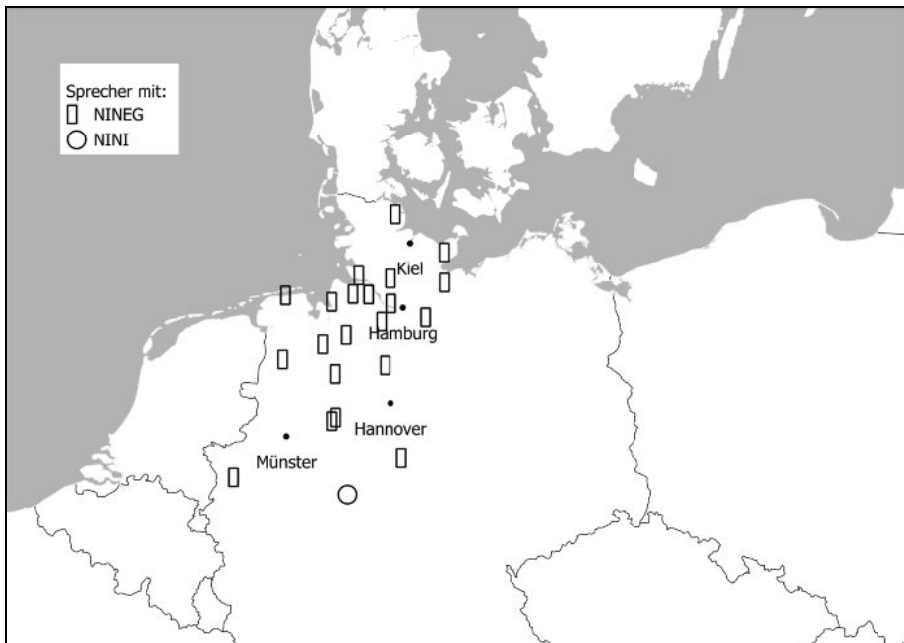 Sprecher mit:
NINEG
NINI
Kiel
Hamburg
Hannover
Münster